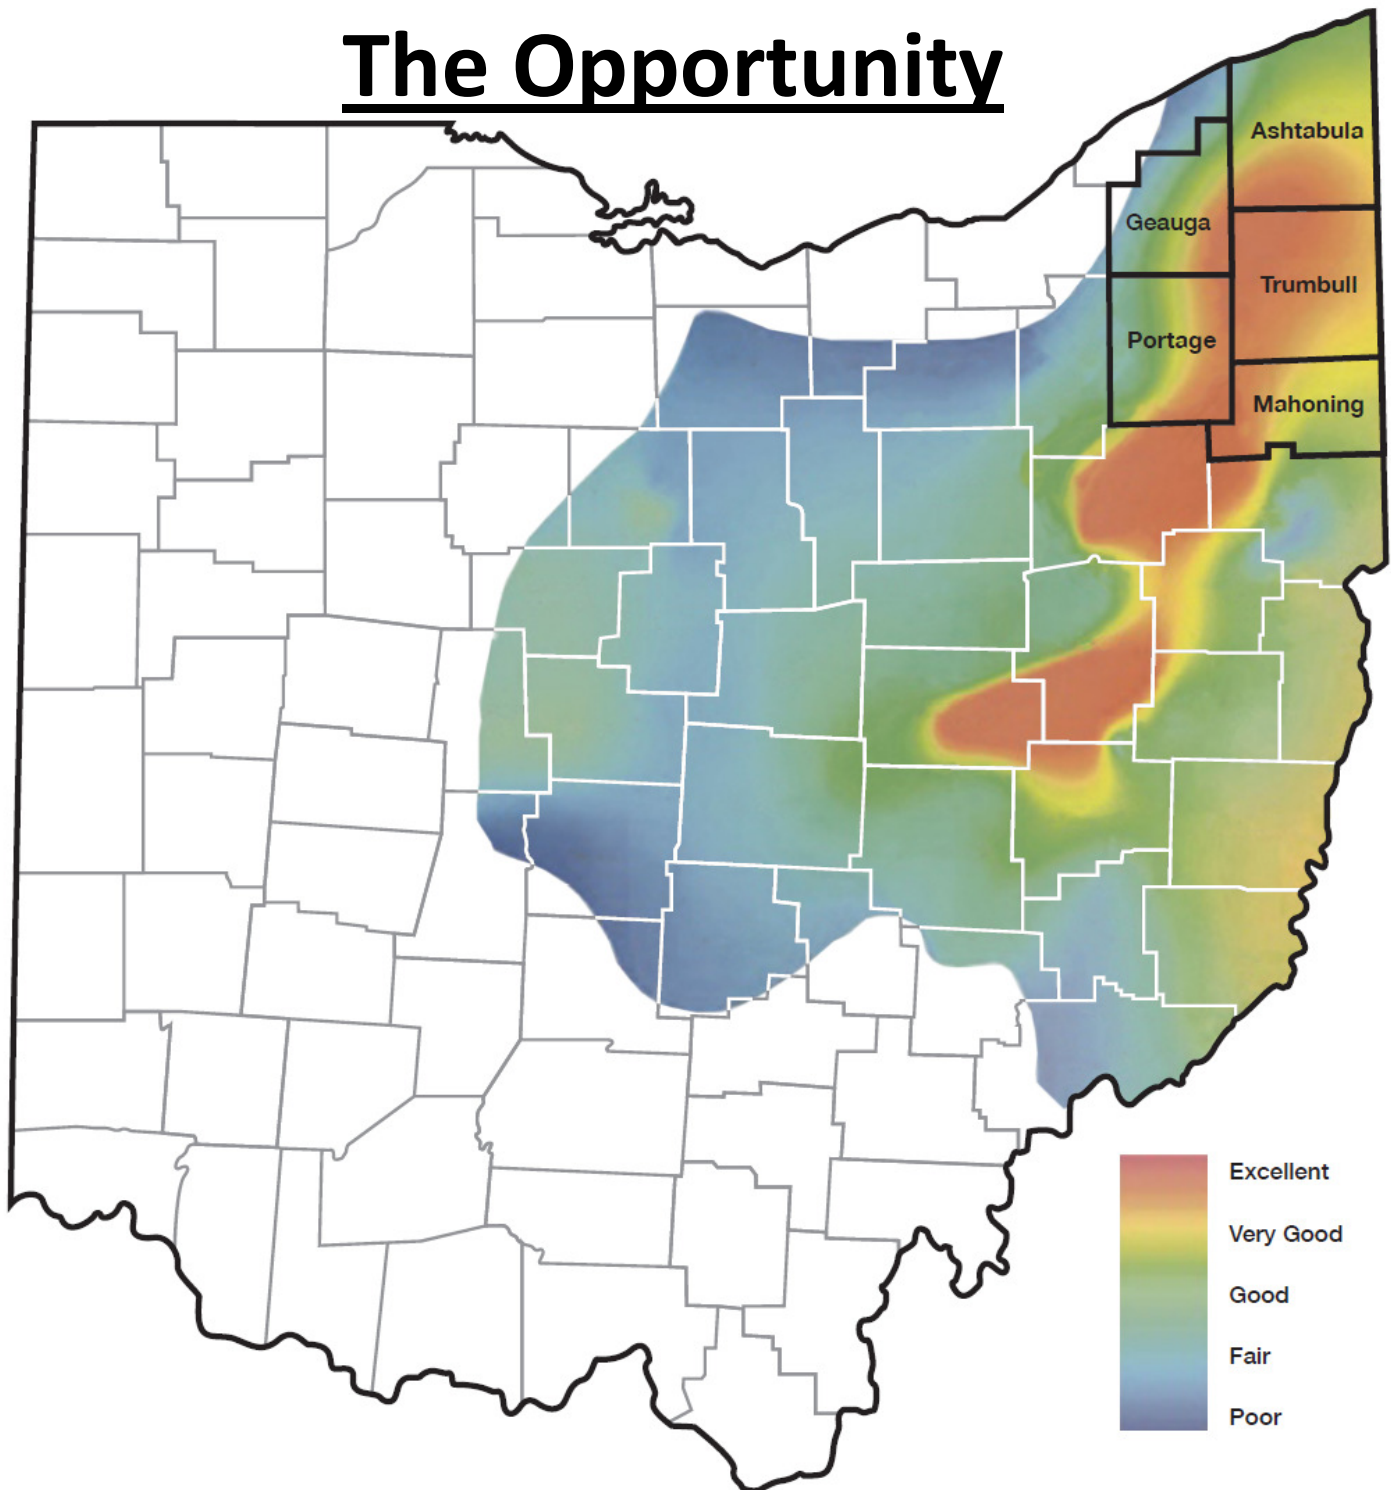 The Opportunity
Ashtabula
Geauga
Trumbull
Portage
Mahoning
Excellent
Very Good
Good
Fair
Poor